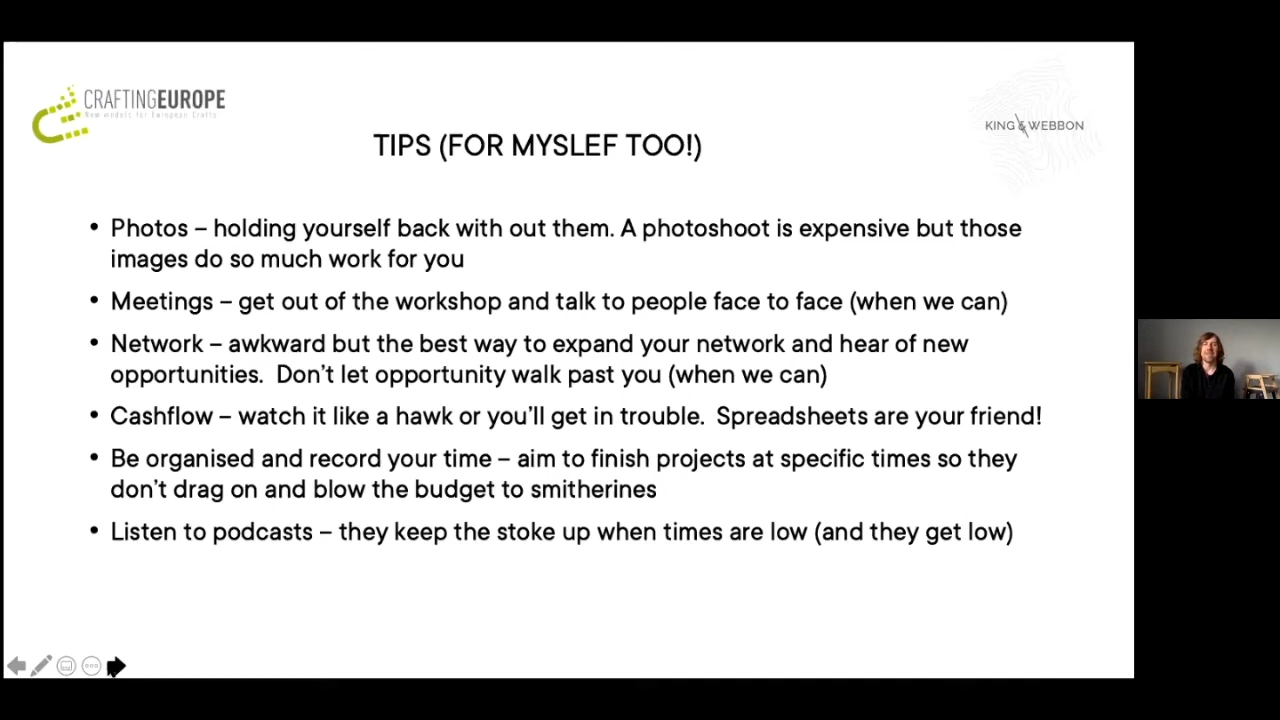 CRAFTINGEUROPE
New models for European Crafts
KING & WEBBON
TIPS (FOR MYSLEF TOO!)
• Photos – holding yourself back with out them. A photoshoot is expensive but those
images do so much work for you
• Meetings – get out of the workshop and talk to people face to face (when we can)
• Network – awkward but the best way to expand your network and hear of new
opportunities.  Don’t let opportunity walk past you (when we can)
• Cashflow – watch it like a hawk or you’ll get in trouble.  Spreadsheets are your friend!
• Be organised and record your time – aim to finish projects at specific times so they
don’t drag on and blow the budget to smitherines
• Listen to podcasts – they keep the stoke up when times are low (and they get low)